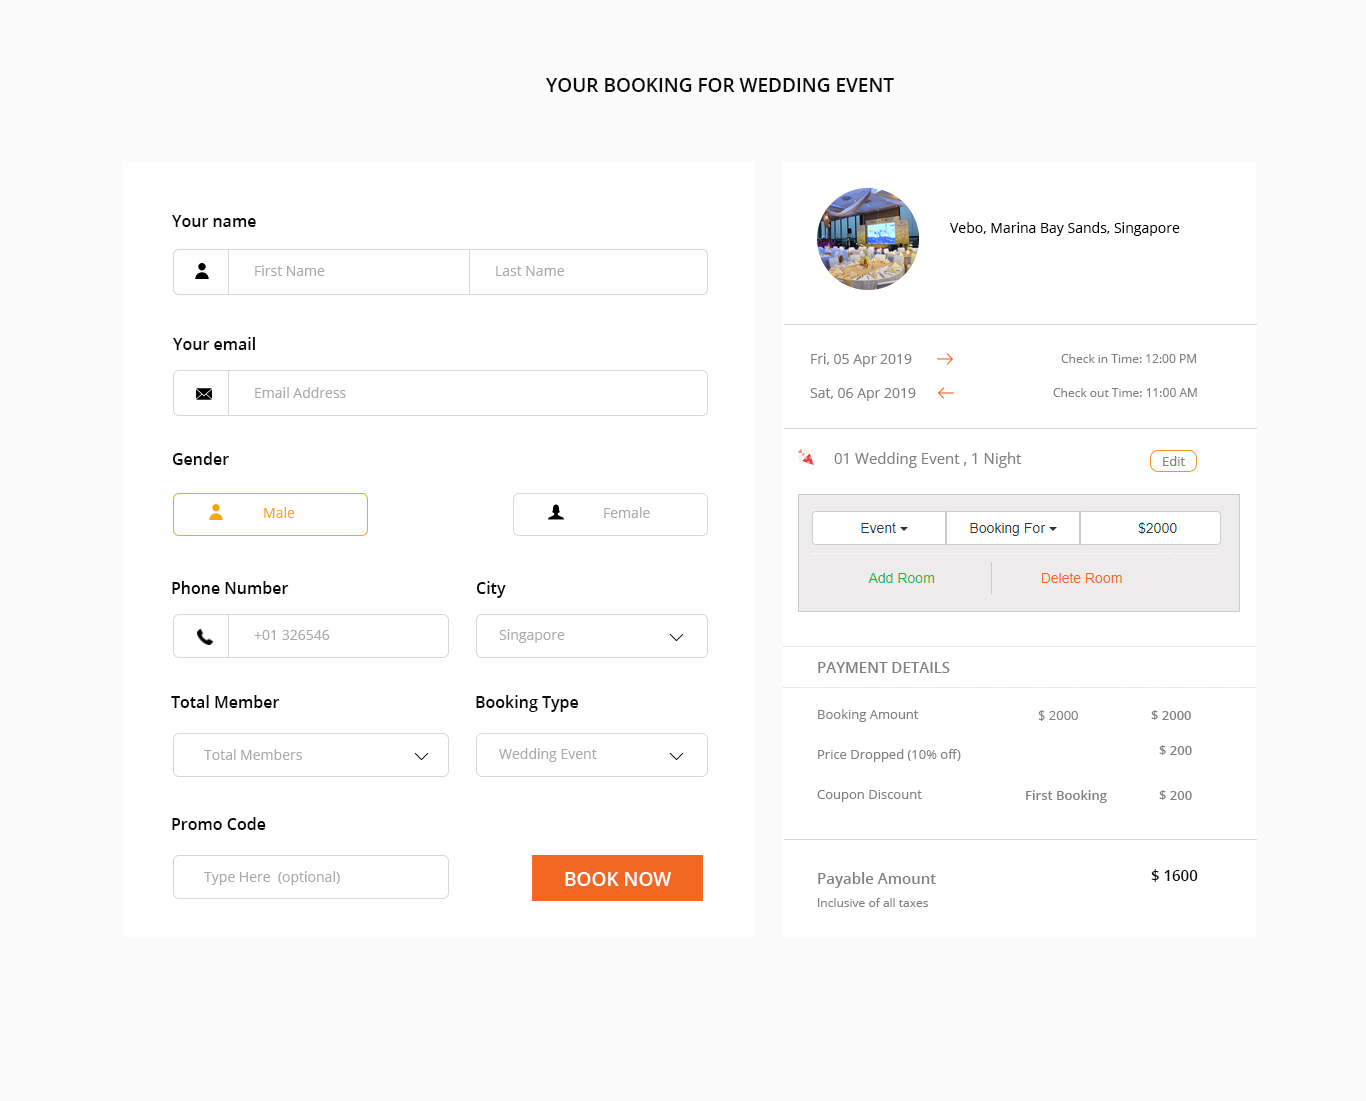 YOUR BOOKING FOR WEDDING EVENT
Your name
First Name
Last Name
Your email
Email Address
Gender
Male
Female
Phone Number
City
+01 326546
Singapore
Total Member
Booking Type
Total Members
Wedding Event
Promo Code
Type Here (optional)
BOOK NOW
Vebo, Marina Bay Sands, Singapore
Fri, 05 Apr 2019
Check in Time: 12:00 PM
Sat, 06 Apr 2019
Check out Time: 11:00 AM
01 Wedding Event , 1 Night
Edit
Event
Booking For
$2000
Add Room
Delete Room
PAYMENT DETAILS
Booking Amount $ 2000 $ 2000
Price Dropped (10% off) $ 200
Coupon Discount First Booking $ 200
Payable Amount $ 1600
Inclusive of all taxes